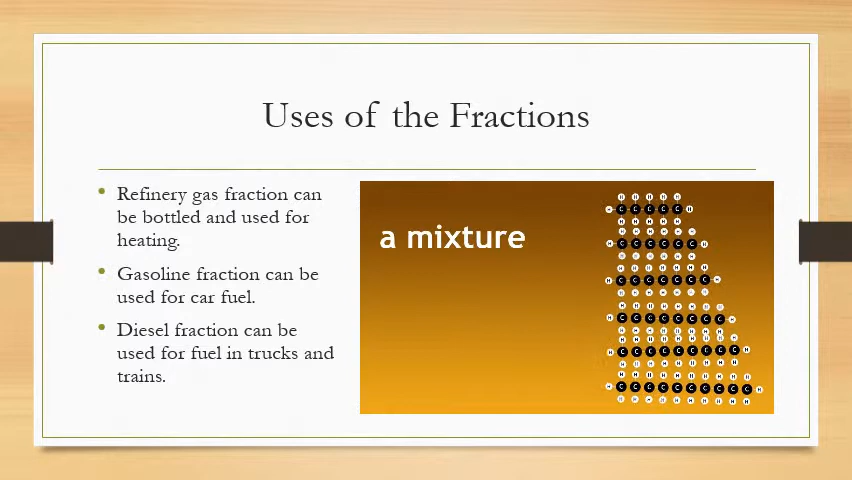 Uses of the Fractions
• Refinery gas fraction can
be bottled and used for
heating.
• Gasoline fraction can be
used for car fuel.
• Diesel fraction can be
used for fuel in trucks and
trains.
a mixture